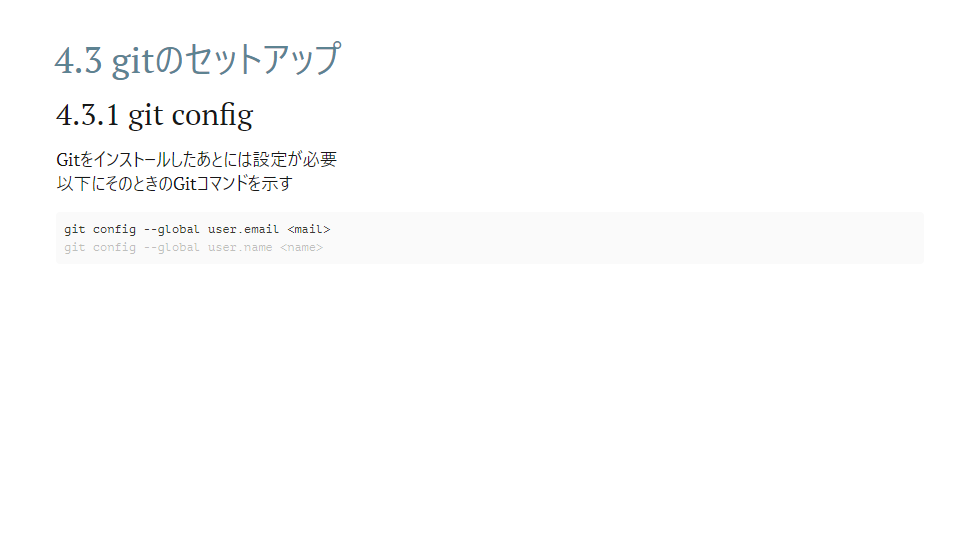 4.3 gitのセットアップ
4.3.1 git config
Gitをインストールしたあとには設定が必要
以下にそのときのGitコマンドを示す
git config --global user.email <mail>
git config --global user.name <name>